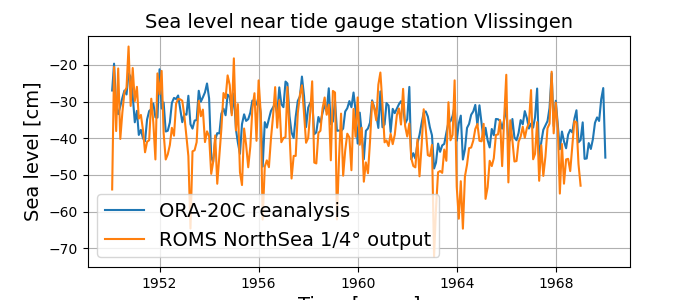 Sea level near tide gauge station Vlissingen
Sea level [cm]
−20
−30
−40
−50
−60
−70
ORA-20C reanalysis
ROMS NorthSea 1/4° output
1952 1956 1960 1964 1968